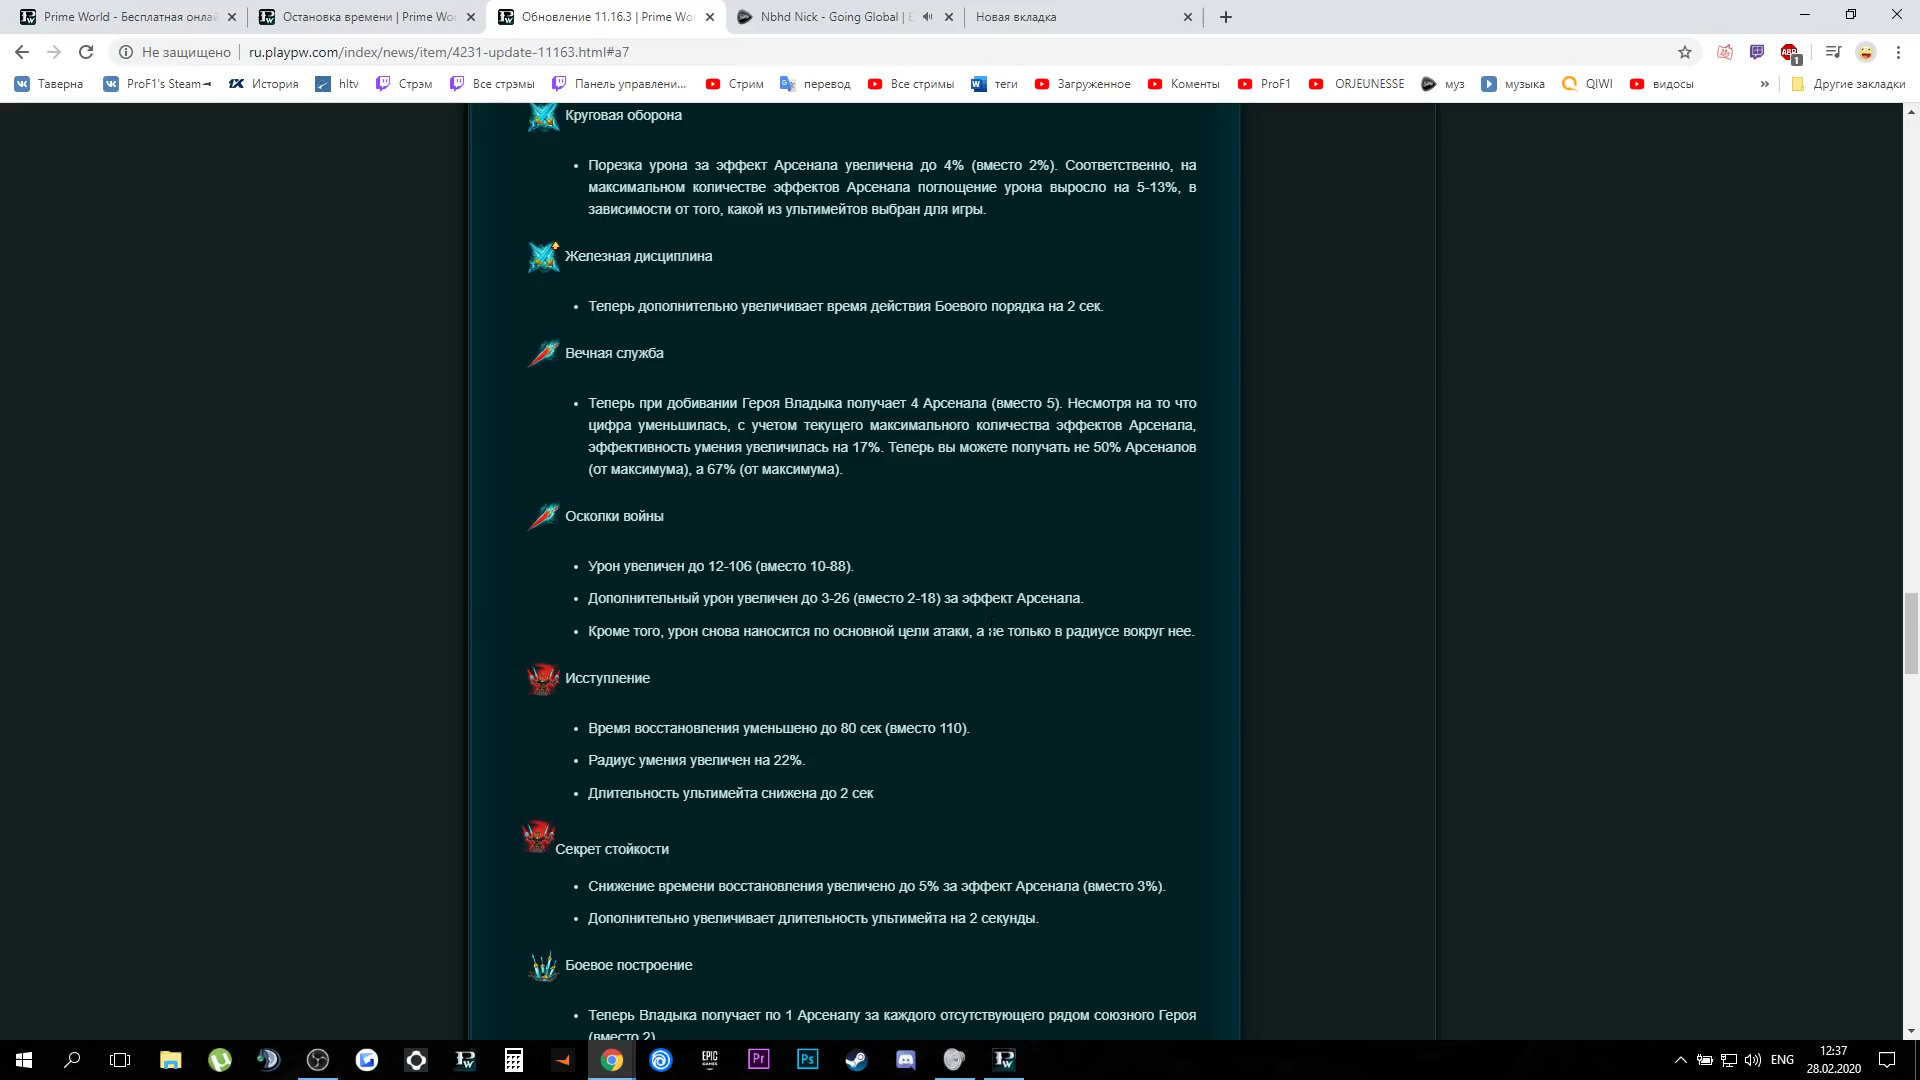 Prime World - Бесплатная онлай
Остановка времени | Prime Wo
Обновление 11.16.3 | Prime Wo
Nbhd Nick - Going Global | E
Новая вкладка
Не защищено
ru.playpw.com/index/news/item/4231-update-11163.html#a7
ABP
1
Таверна
ProF1's Steam
История
hltv
Стрэм
Все стрэмы
Панель управлени...
Стрим
перевод
Все стримы
теги
Загруженное
Коменты
ProF1
ORJEUNESSE
муз
музыка
QIWI
видосы
»
Другие закладки
Круговая оборона
• Порезка урона за эффект Арсенала увеличена до 4% (вместо 2%). Соответственно, на
максимальном количестве эффектов Арсенала поглощение урона выросло на 5-13%, в
зависимости от того, какой из ультимейтов выбран для игры.
Железная дисциплина
• Теперь дополнительно увеличивает время действия Боевого порядка на 2 сек.
Вечная служба
• Теперь при добивании Героя Владыка получает 4 Арсенала (вместо 5). Несмотря на то что
цифра уменьшилась, с учетом текущего максимального количества эффектов Арсенала,
эффективность умения увеличилась на 17%. Теперь вы можете получать не 50% Арсеналов
(от максимума), а 67% (от максимума).
Осколки войны
• Урон увеличен до 12-106 (вместо 10-88).
• Дополнительный урон увеличен до 3-26 (вместо 2-18) за эффект Арсенала.
• Кроме того, урон снова наносится по основной цели атаки, а не только в радиусе вокруг нее.
Исступление
• Время восстановления уменьшено до 80 сек (вместо 110).
• Радиус умения увеличен на 22%.
• Длительность ультимейта снижена до 2 сек
Секрет стойкости
• Снижение времени восстановления увеличено до 5% за эффект Арсенала (вместо 3%).
• Дополнительно увеличивает длительность ультимейта на 2 секунды.
Боевое построение
• Теперь Владыка получает по 1 Арсеналу за каждого отсутствующего рядом союзного Героя
(вместо 2)
EPIC
GAMES
Pr
Ps
ENG
12:37
28.02.2020